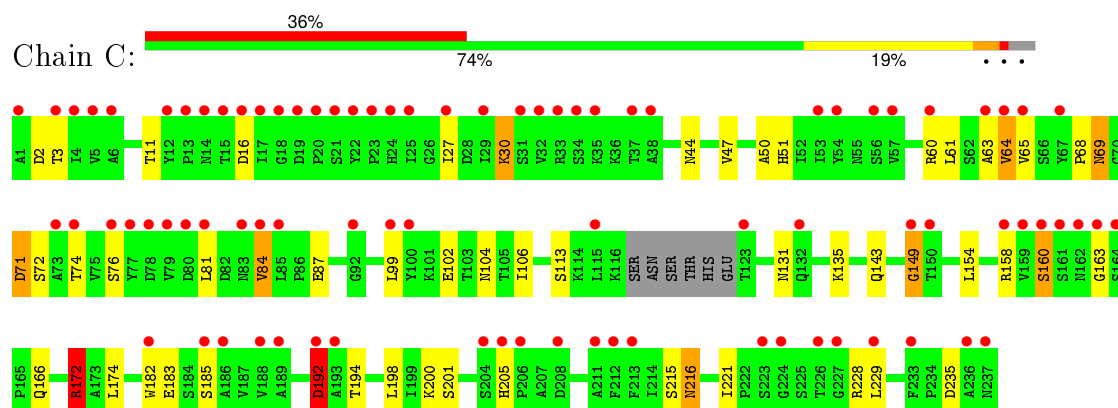 36%
Chain C:
74% 19% • • •
A1 D2 T3 I4 V5 A6 T11 Y12 P13 N14 T15 D16 I17 G18 D19 P20 S21 Y22 P23 H24 I25 G26 I27 D28 I29 K30 S31 V32 R33 S34 K35 K36 T37 A38 N44 V47 A50 H51 I52 I53 Y54 N55 S56 V57 R60 L61 S62 A63 V64 V65 S66 Y67 P68 N69 G70
D71 S72 A73 T74 V75 S76 Y77 D78 V79 D80 L81 D82 N83 V84 L85 P86 E87 G92 L99 Y100 K101 E102 T103 N104 T105 I106 S113 K114 L115 K116 SER ASN SER THR HIS GLU T123 N131 Q132 K135 Q143 G149 T150 L154 R158 V159 S160 S161 N162 G163 S164
P165 Q166 R172 A173 L174 W182 E183 S184 S185 A186 V187 V188 A189 D192 A193 T194 L198 I199 K200 S201 S204 H205 P206 A207 D208 A211 F212 F213 I214 S215 N216 I221 P222 S223 G224 S225 T226 G227 R228 L229 F233 P234 D235 A236 N237